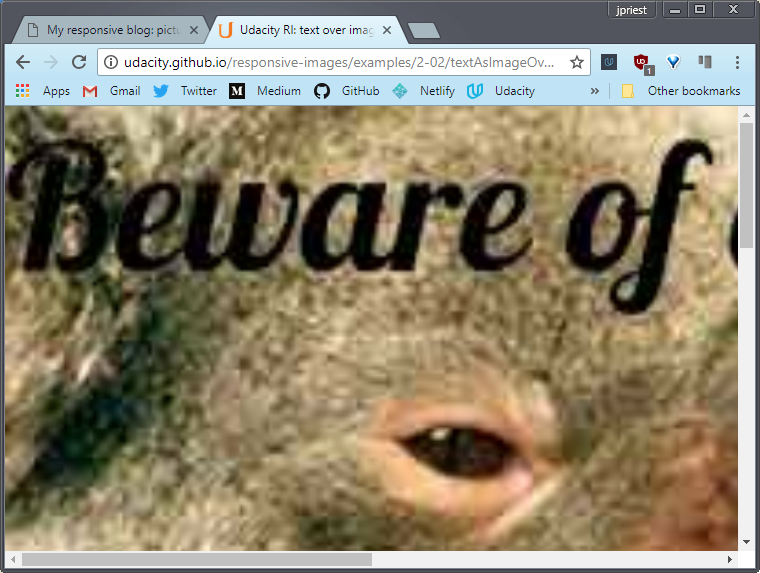 jpriest
My responsive blog: pictu
Udacity RI: text over imag
udacity.github.io/responsive-images/examples/2-02/textAsImageOv...
1
Apps Gmail Twitter Medium GitHub Netlify Udacity » Other bookmarks
Beware of